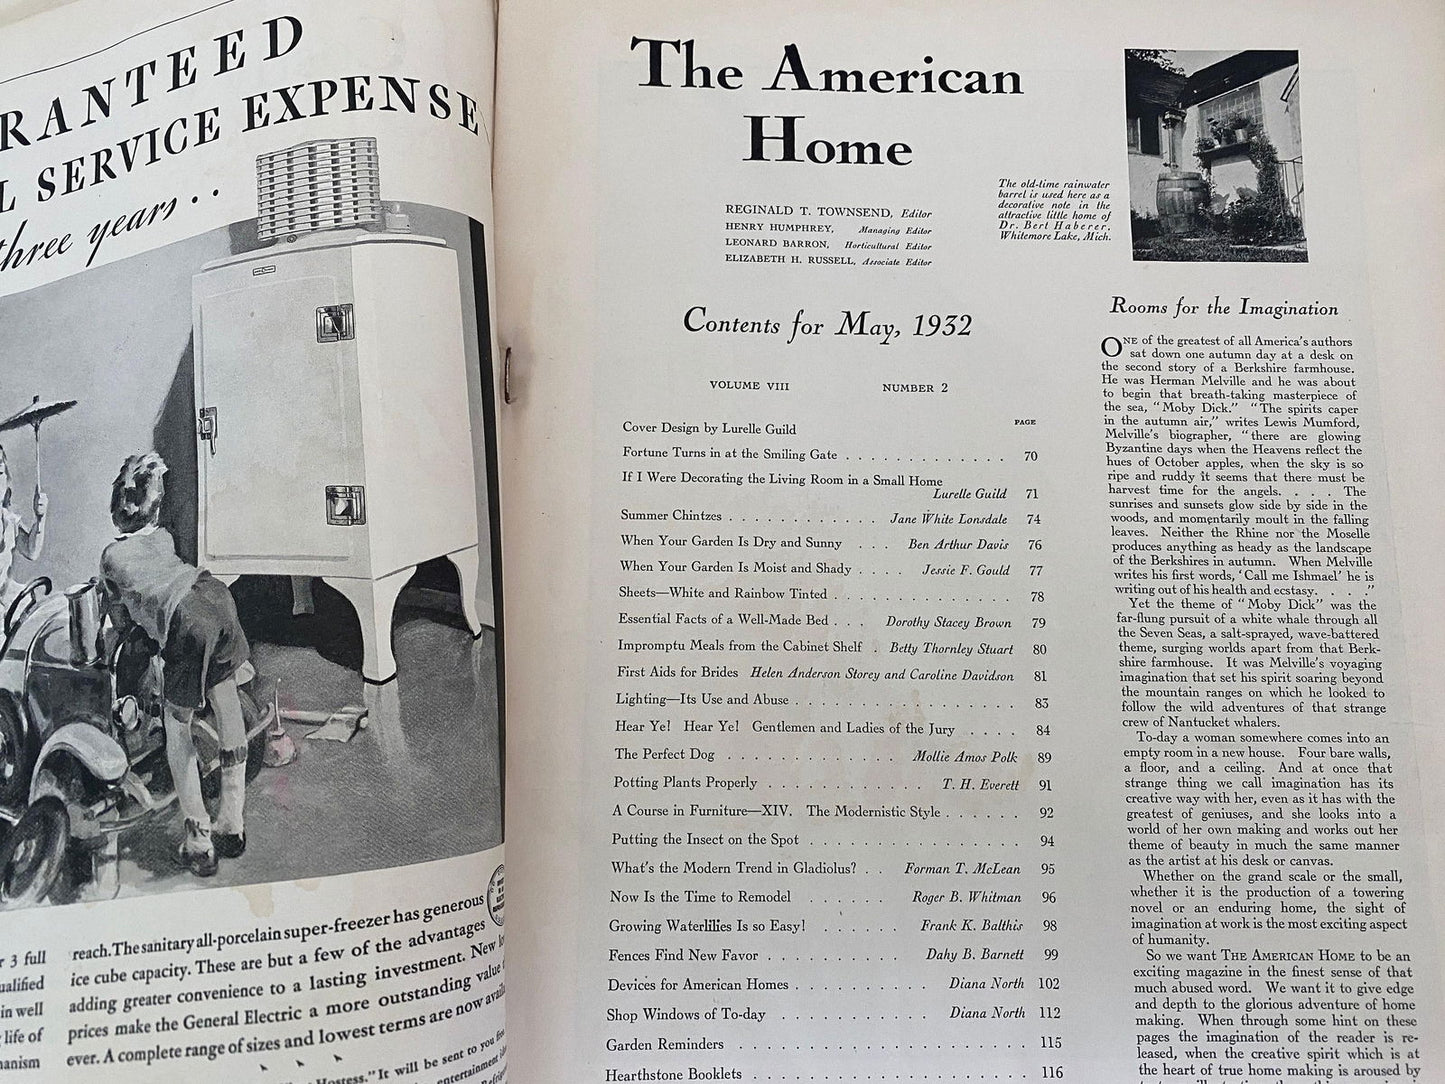 RANTEED
L SERVICE EXPENSE
three years . .
r 3 full
ualified
in well
life of
anism
reach. The sanitary all-porcelain super-freezer has generous
ice cube capacity. These are but a few of the advantages
adding greater convenience to a lasting investment. New
prices make the General Electric a more outstanding value
ever. A complete range of sizes and lowest terms are now
Hostess." It will be sent to you
entertainment
The American
Home
REGINALD T. TOWNSEND, Editor
HENRY HUMPHREY, Managing Editor
LEONARD BARRON, Horticultural Editor
ELIZABETH H. RUSSELL, Associate Editor
Contents for May, 1932
VOLUME VIII NUMBER 2
PAGE
Cover Design by Lurelle Guild
Fortune Turns in at the Smiling Gate . . . . . . . . . . . . 70
If I Were Decorating the Living Room in a Small Home
Lurelle Guild 71
Summer Chintzes . . . . . . . . . . . . Jane White Lonsdale 74
When Your Garden Is Dry and Sunny . . . Ben Arthur Davis 76
When Your Garden Is Moist and Shady . . . . Jessie F. Gould 77
Sheets—White and Rainbow Tinted . . . . . . . . . . . . . 78
Essential Facts of a Well-Made Bed . . . Dorothy Stacey Brown 79
Impromptu Meals from the Cabinet Shelf . Betty Thornley Stuart 80
First Aids for Brides Helen Anderson Storey and Caroline Davidson 81
Lighting—Its Use and Abuse . . . . . . . . . . . . . . . . 83
Hear Ye! Hear Ye! Gentlemen and Ladies of the Jury . . . . 84
The Perfect Dog . . . . . . . . . . . . . Mollie Amos Polk 89
Potting Plants Properly . . . . . . . . . . . . T. H. Everett 91
A Course in Furniture—XIV. The Modernistic Style . . . . . . 92
Putting the Insect on the Spot . . . . . . . . . . . . . . . 94
What's the Modern Trend in Gladiolus? . . Forman T. McLean 95
Now Is the Time to Remodel . . . . . . Roger B. Whitman 96
Growing Waterlilies Is so Easy! . . . . . . Frank K. Balthis 98
Fences Find New Favor . . . . . . . . . . Dahy B. Barnett 99
Devices for American Homes . . . . . . . . . Diana North 102
Shop Windows of To-day . . . . . . . . . . Diana North 112
Garden Reminders . . . . . . . . . . . . . . . . . . . . 115
Hearthstone Booklets . . . . . . . . . . . . . . . . . . . 116
The old-time rainwater
barrel is used here as a
decorative note in the
attractive little home of
Dr. Bert Haberer,
Whitemore Lake, Mich.
Rooms for the Imagination
ONE of the greatest of all America's authors
sat down one autumn day at a desk on
the second story of a Berkshire farmhouse.
He was Herman Melville and he was about
to begin that breath-taking masterpiece of
the sea, "Moby Dick." "The spirits caper
in the autumn air," writes Lewis Mumford,
Melville's biographer, "there are glowing
Byzantine days when the Heavens reflect the
hues of October apples, when the sky is so
ripe and ruddy it seems that there must be
harvest time for the angels. . . . . The
sunrises and sunsets glow side by side in the
woods, and momentarily moult in the falling
leaves. Neither the Rhine nor the Moselle
produces anything as heady as the landscape
of the Berkshires in autumn. When Melville
writes his first words, 'Call me Ishmael' he is
writing out of his health and ecstasy. . . . ."
Yet the theme of "Moby Dick" was the
far-flung pursuit of a white whale through all
the Seven Seas, a salt-sprayed, wave-battered
theme, surging worlds apart from that Berk-
shire farmhouse. It was Melville's voyaging
imagination that set his spirit soaring beyond
the mountain ranges on which he looked to
follow the wild adventures of that strange
crew of Nantucket whalers.
To-day a woman somewhere comes into an
empty room in a new house. Four bare walls,
a floor, and a ceiling. And at once that
strange thing we call imagination has its
creative way with her, even as it has with the
greatest of geniuses, and she looks into a
world of her own making and works out her
theme of beauty in much the same manner
as the artist at his desk or canvas.
Whether on the grand scale or the small,
whether it is the production of a towering
novel or an enduring home, the sight of
imagination at work is the most exciting aspect
of humanity.
So we want THE AMERICAN HOME to be an
exciting magazine in the finest sense of that
much abused word. We want it to give edge
and depth to the glorious adventure of home
making. When through some hint on these
pages the imagination of the reader is re-
leased, when the creative spirit which is at
the heart of true home making is aroused by